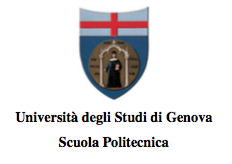 Università degli Studi di Genova
Scuola Politecnica